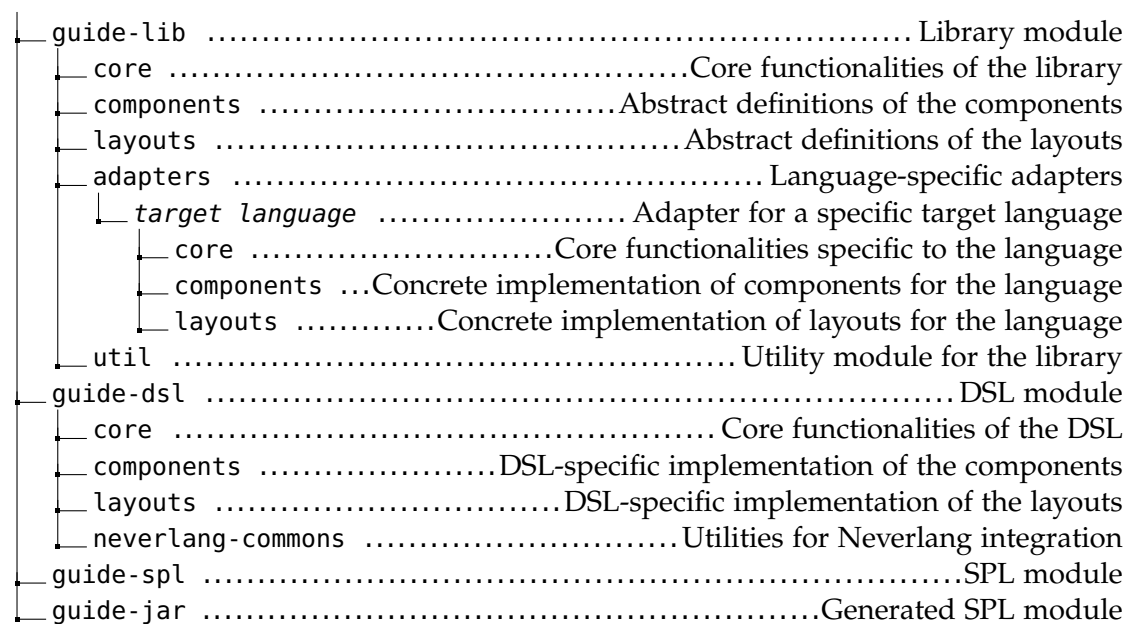 guide-lib ........................................................................... Library module
core ........................................................Core functionalities of the library
components ......................................Abstract definitions of the components
layouts ..................................................Abstract definitions of the layouts
adapters ......................................................... Language-specific adapters
target language ........................... Adapter for a specific target language
core .................................Core functionalities specific to the language
components ...Concrete implementation of components for the language
layouts .............Concrete implementation of layouts for the language
util ............................................................. Utility module for the library
guide-dsl .................................................................................DSL module
core .......................................................... Core functionalities of the DSL
components ..........................DSL-specific implementation of the components
layouts .....................................DSL-specific implementation of the layouts
neverlang-commons ..................................Utilities for Neverlang integration
guide-spl ..................................................................................SPL module
guide-jar ...................................................................Generated SPL module